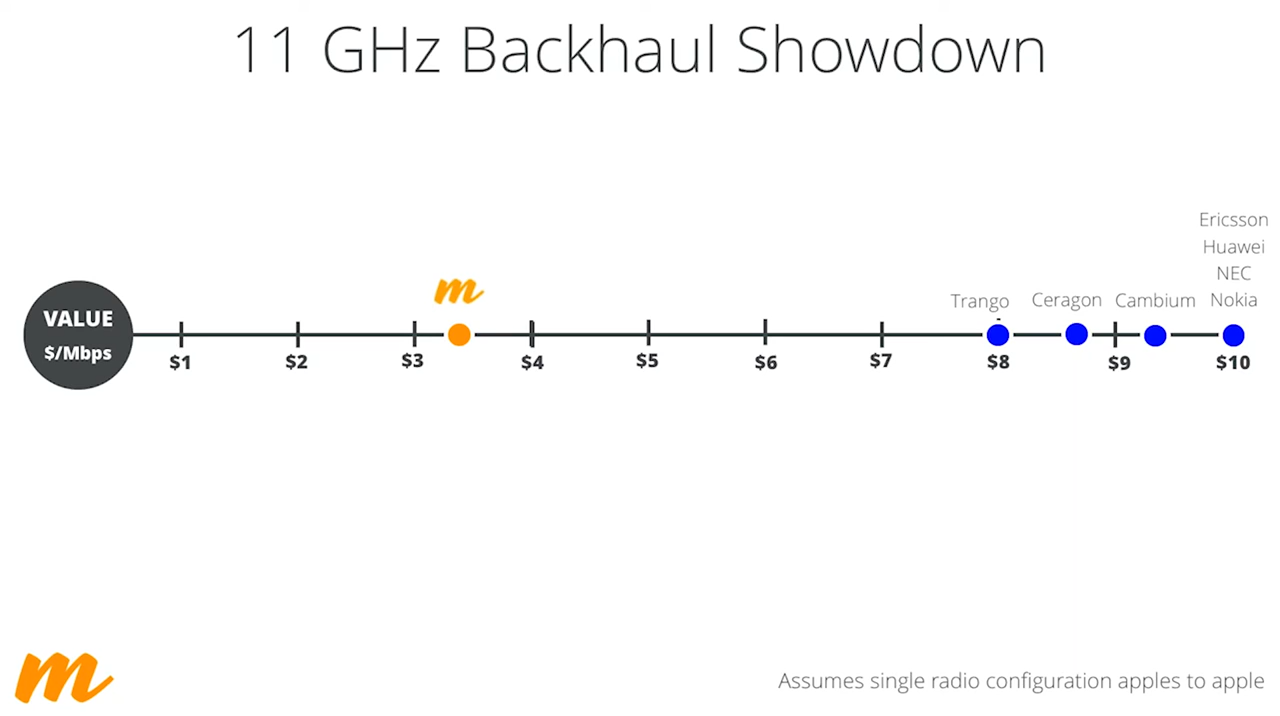 11 GHz Backhaul Showdown
Ericsson
Huawei
NEC
Nokia
m
Trango
Ceragon
Cambium
VALUE
$/Mbps
$1
$2
$3
$4
$5
$6
$7
$8
$9
$10
m
Assumes single radio configuration apples to apple